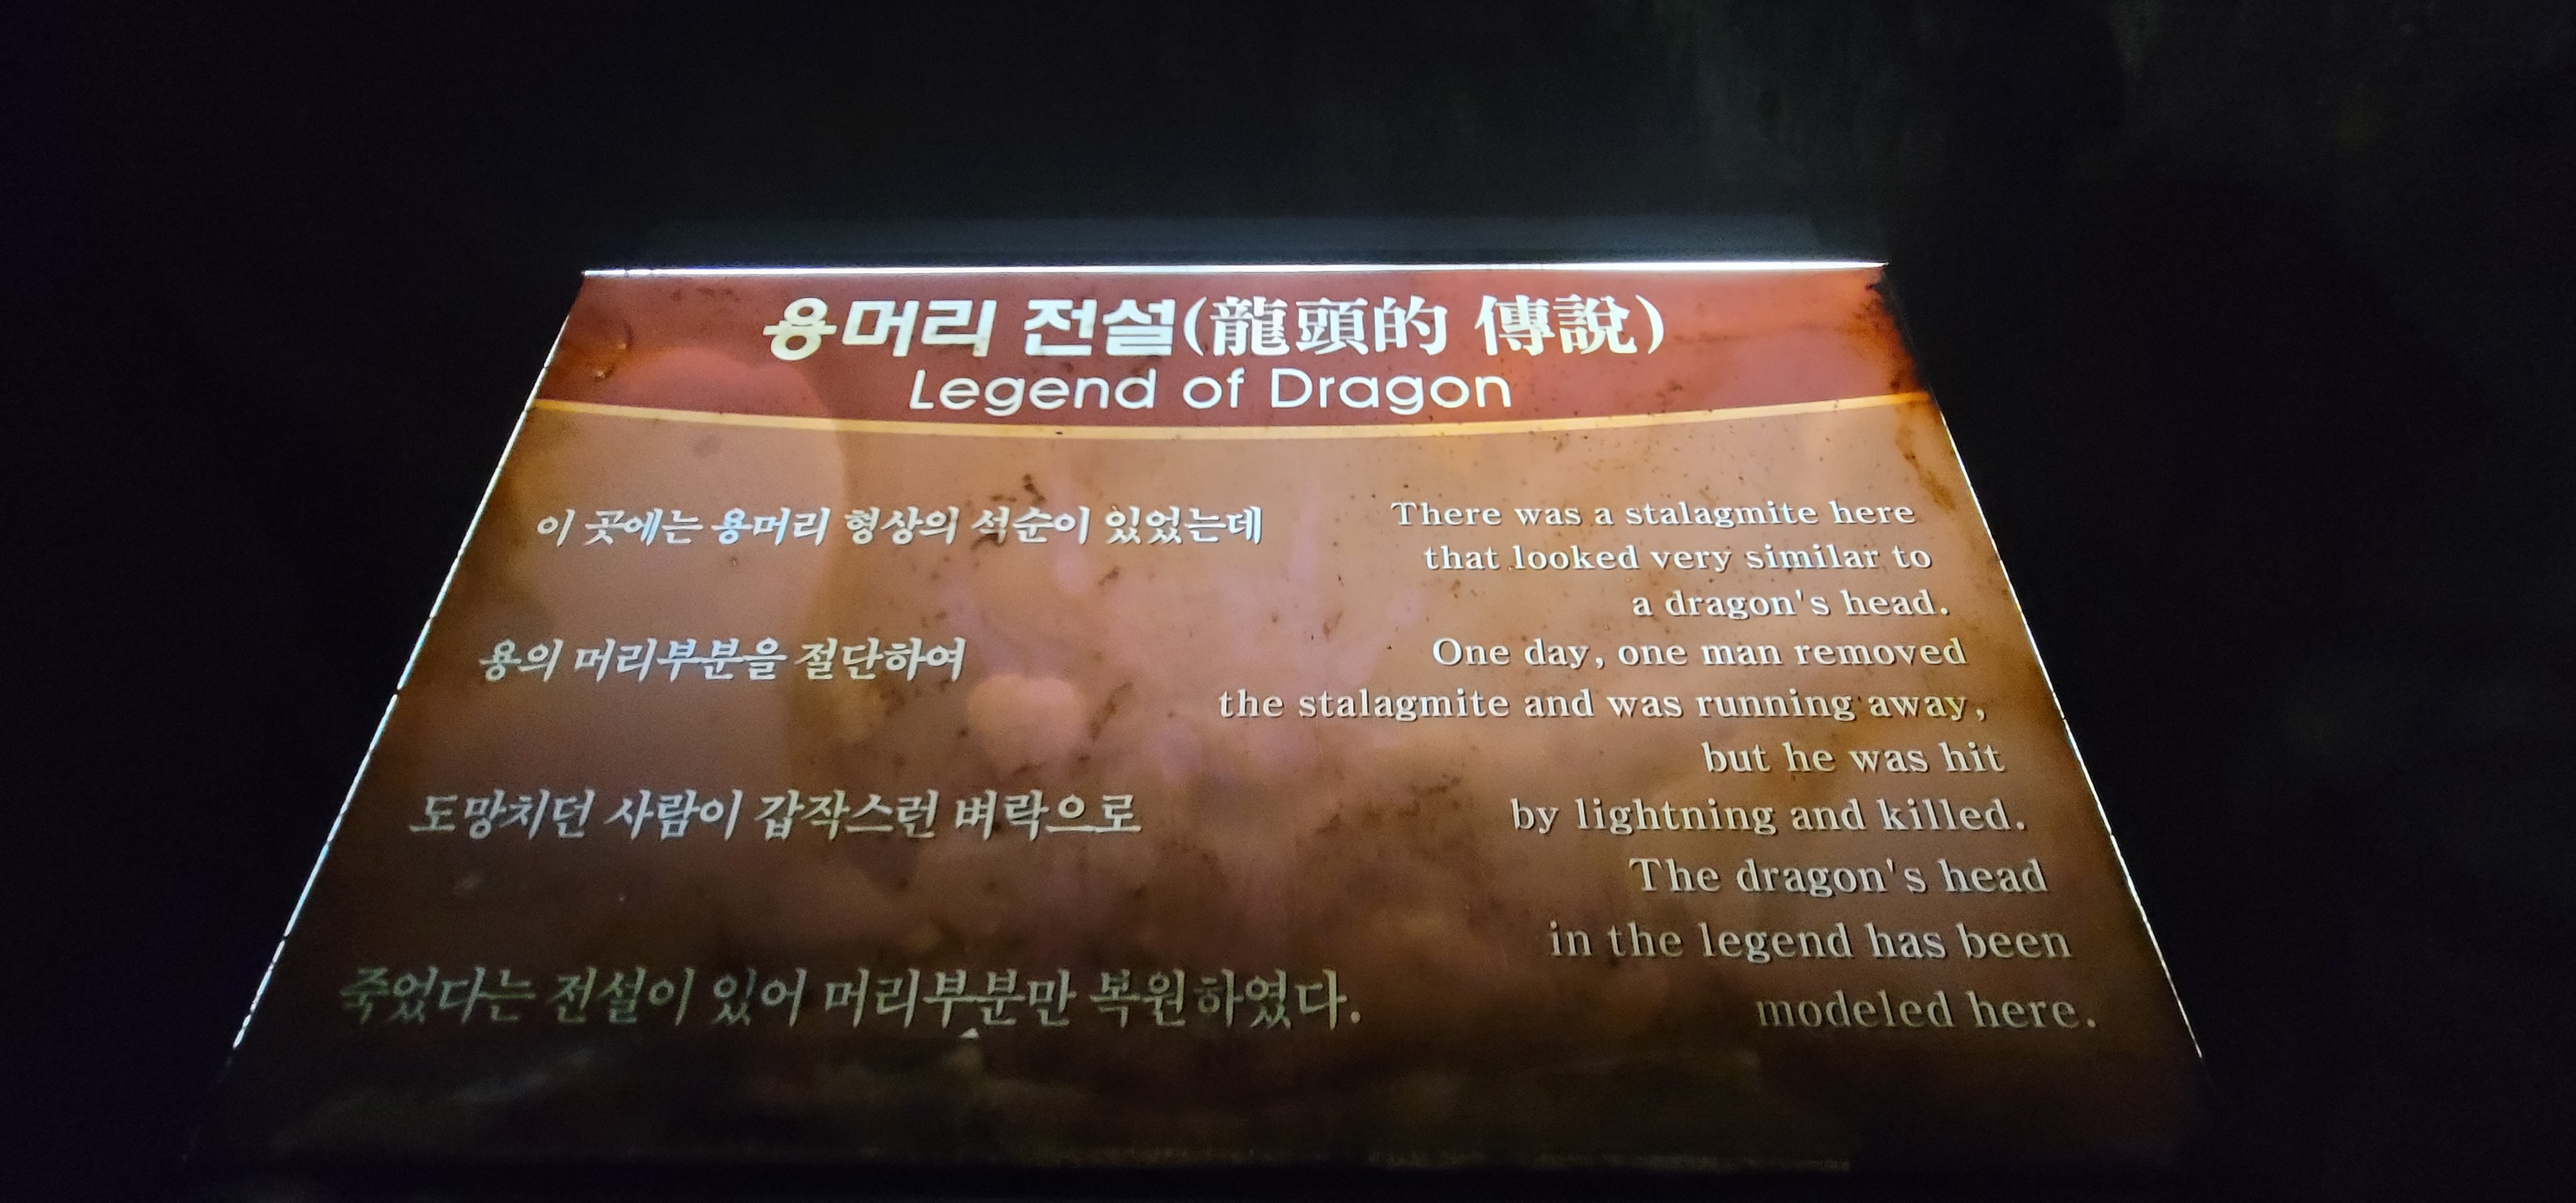 용머리 전설(龍頭的 傳說)
Legend of Dragon
이 곳에는 용머리 형상의 석순이 있었는데
용의 머리부분을 절단하여
도망치던 사람이 갑작스런 벼락으로
죽었다는 전설이 있어 머리부분만 복원하였다.
There was a stalagmite here
that looked very similar to
a dragon's head.
One day, one man removed
the stalagmite and was running away,
but he was hit
by lightning and killed.
The dragon's head
in the legend has been
modeled here.